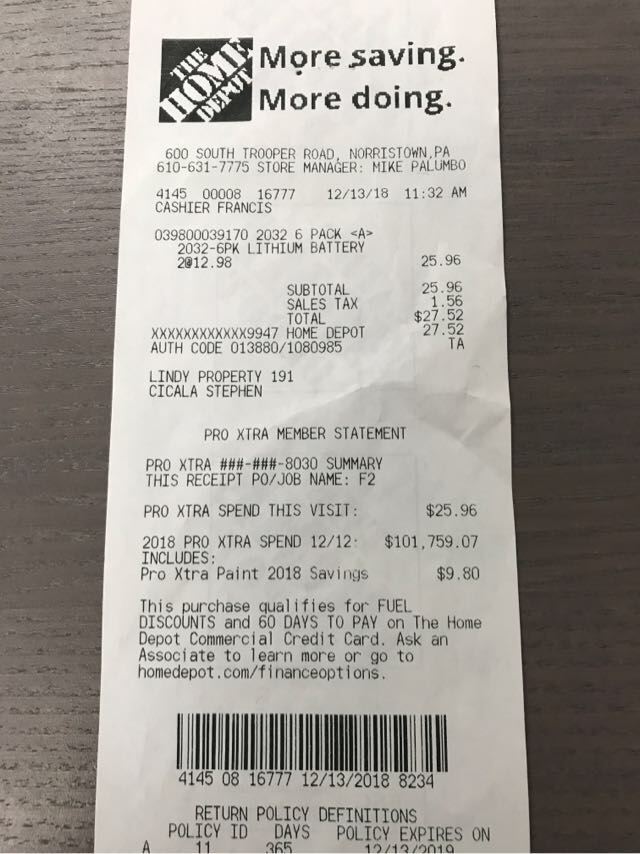 THE HOME DEPOT
More saving.
More doing.
600 SOUTH TROOPER ROAD, NORRISTOWN,PA
610-631-7775 STORE MANAGER: MIKE PALUMBO
4145 00008 16777 12/13/18 11:32 AM
CASHIER FRANCIS
039800039170 2032 6 PACK <A>
2032-6PK LITHIUM BATTERY
2@12.98 25.96
SUBTOTAL 25.96
SALES TAX 1.56
TOTAL $27.52
XXXXXXXXXXXX9947 HOME DEPOT 27.52
AUTH CODE 013880/1080985 TA
LINDY PROPERTY 191
CICALA STEPHEN
PRO XTRA MEMBER STATEMENT
PRO XTRA ###-###-8030 SUMMARY
THIS RECEIPT PO/JOB NAME: F2
PRO XTRA SPEND THIS VISIT: $25.96
2018 PRO XTRA SPEND 12/12: $101,759.07
INCLUDES:
Pro Xtra Paint 2018 Savings $9.80
This purchase qualifies for FUEL
DISCOUNTS and 60 DAYS TO PAY on The Home
Depot Commercial Credit Card. Ask an
Associate to learn more or go to
homedepot.com/financeoptions.
4145 08 16777 12/13/2018 8234
RETURN POLICY DEFINITIONS
POLICY ID DAYS POLICY EXPIRES ON
A 11 365 12/13/2019